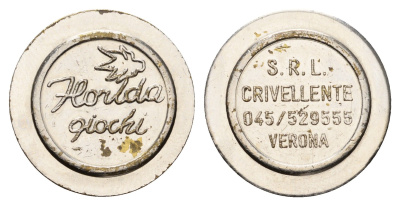 Florida
giochi
S.R.L.
CRIVELLENTE
045/529555
VERONA